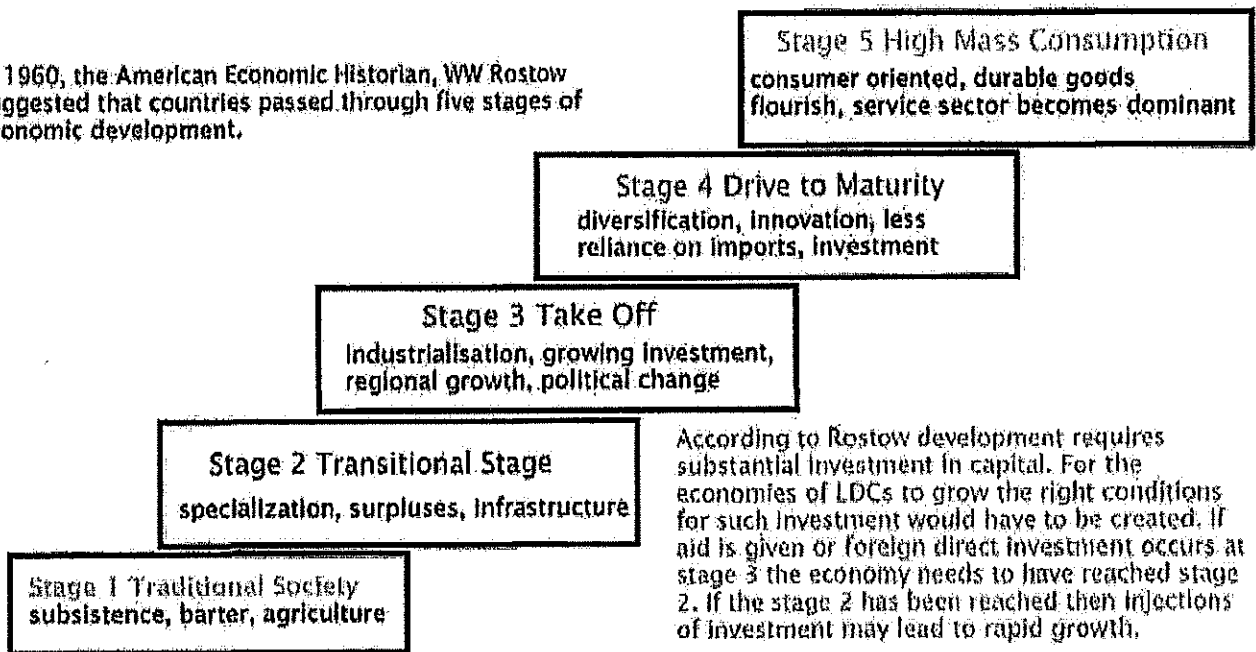 1960, the American Economic Historian, WW Rostow
ggested that countries passed through five stages of
onomic development.
Stage 5 High Mass Consumption
consumer oriented, durable goods
flourish, service sector becomes dominant
Stage 4 Drive to Maturity
diversification, innovation, less
reliance on imports, investment
Stage 3 Take Off
industrialisation, growing investment,
regional growth, political change
Stage 2 Transitional Stage
specialization, surpluses, infrastructure
Stage 1 Traditional Society
subsistence, barter, agriculture
According to Rostow development requires
substantial investment in capital. For the
economies of LDCs to grow the right conditions
for such investment would have to be created. If
aid is given or foreign direct investment occurs at
stage 3 the economy needs to have reached stage
2. If the stage 2 has been reached then injections
of investment may lead to rapid growth.